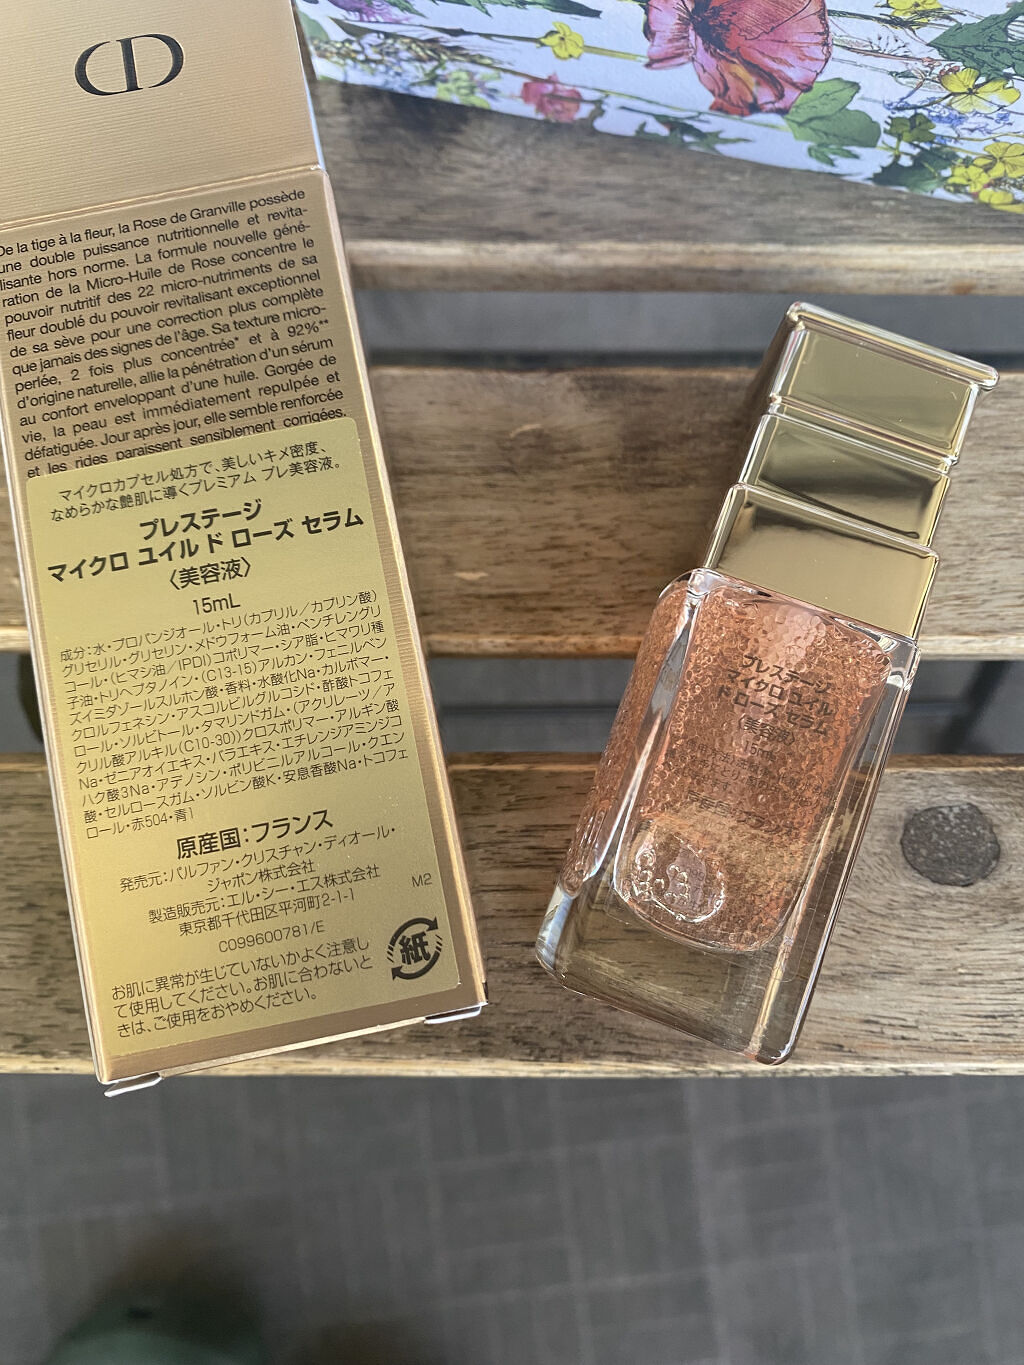 CD
De la tige à la fleur, la Rose de Granville possède
une double puissance nutritionnelle et revita-
lisante hors norme. La formule nouvelle géné-
ration de la Micro-Huile de Rose concentre le
pouvoir nutritif des 22 micro-nutriments de sa
fleur doublé du pouvoir revitalisant exceptionnel
de sa sève pour une correction plus complète
que jamais des signes de l'âge. Sa texture micro-
perlée, 2 fois plus concentrée* et à 92%**
d'origine naturelle, allie la pénétration d'un sérum
au confort enveloppant d'une huile. Gorgée de
vie, la peau est immédiatement repulpée et
défatiguée. Jour après jour, elle semble renforcée
et les rides paraissent sensiblement corrigées.
マイクロカプセル処方で、美しいキメ密度、
なめらかな艶肌に導くプレミアム プレ美容液。
プレステージ
マイクロ ユイル ド ローズ セラム
〈美容液〉
15mL
成分:水・プロパンジオール・トリ(カプリル/カプリン酸)
グリセリル・グリセリン・メドウフォーム油・ペンチレングリ
コール・(ヒマシ油/IPDI)コポリマー・シア脂・ヒマワリ種
子油・トリヘプタノイン・(C13-15)アルカン・フェニルベン
ズイミダゾールスルホン酸・香料・水酸化Na・カルボマー・
クロルフェネシン・アスコルビルグルコシド・酢酸トコフェ
ロール・ソルビトール・タマリンドガム・(アクリレーツ/ア
クリル酸アルキル(C10-30))クロスポリマー・アルギン酸
Na・ゼニアオイエキス・バラエキス・エチレンジアミンジコ
ハク酸3Na・アデノシン・ポリビニルアルコール・クエン
酸・セルロースガム・ソルビン酸K・安息香酸Na・トコフェ
ロール・赤504・青1
原産国:フランス
発売元:パルファン・クリスチャン・ディオール・
ジャポン株式会社
製造販売元:エル・シー・エス株式会社
東京都千代田区平河町2-1-1
M2
C099600781/E
お肌に異常が生じていないかよく注意し
て使用してください。お肌に合わないと
きは、ご使用をおやめください。
紙
プレステージ
マイクロ ユイル
ド ローズ セラム
〈美容液〉
15mL